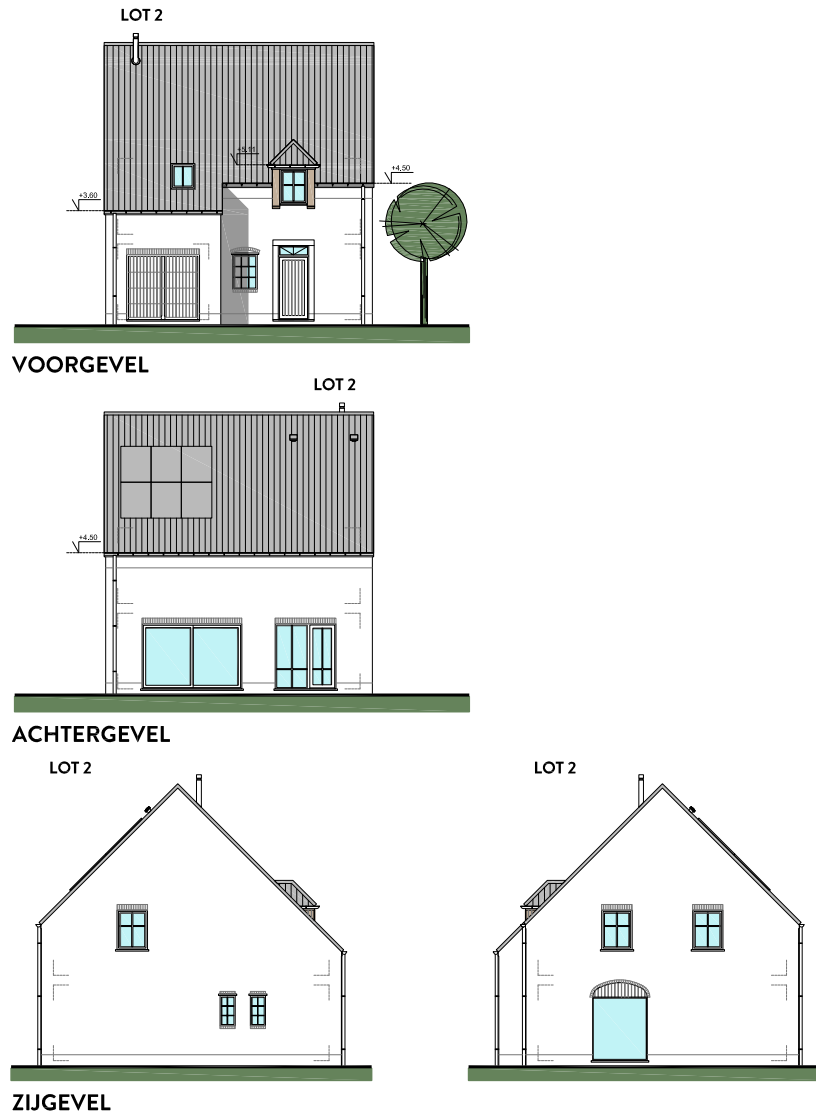 LOT 2
+5,11
+4,50
+3.60
VOORGEVEL
LOT 2
+4.50
ACHTERGEVEL
LOT 2
LOT 2
ZIJGEVEL